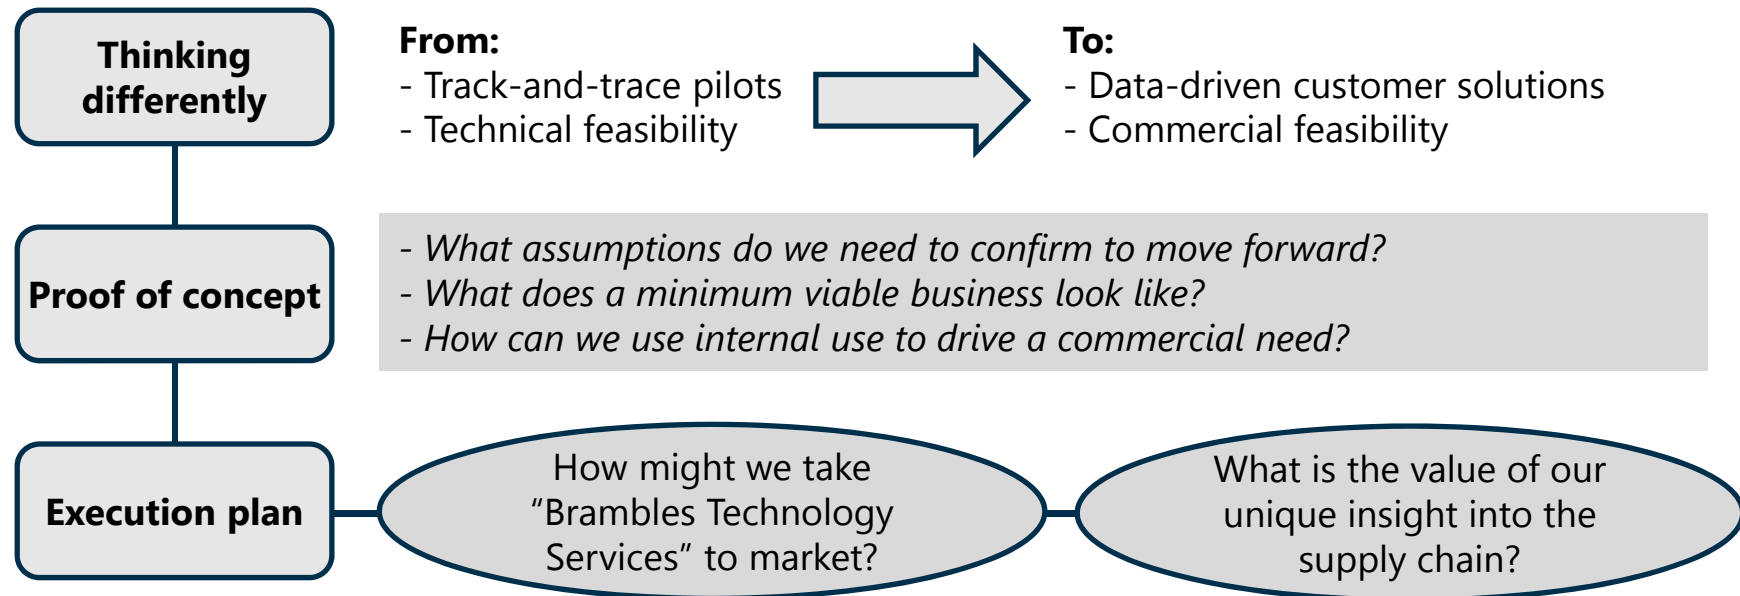 Thinking
differently
From:
- Track-and-trace pilots
- Technical feasibility
To:
- Data-driven customer solutions
- Commercial feasibility
Proof of concept
- What assumptions do we need to confirm to move forward?
- What does a minimum viable business look like?
- How can we use internal use to drive a commercial need?
Execution plan
How might we take
“Brambles Technology
Services” to market?
What is the value of our
unique insight into the
supply chain?